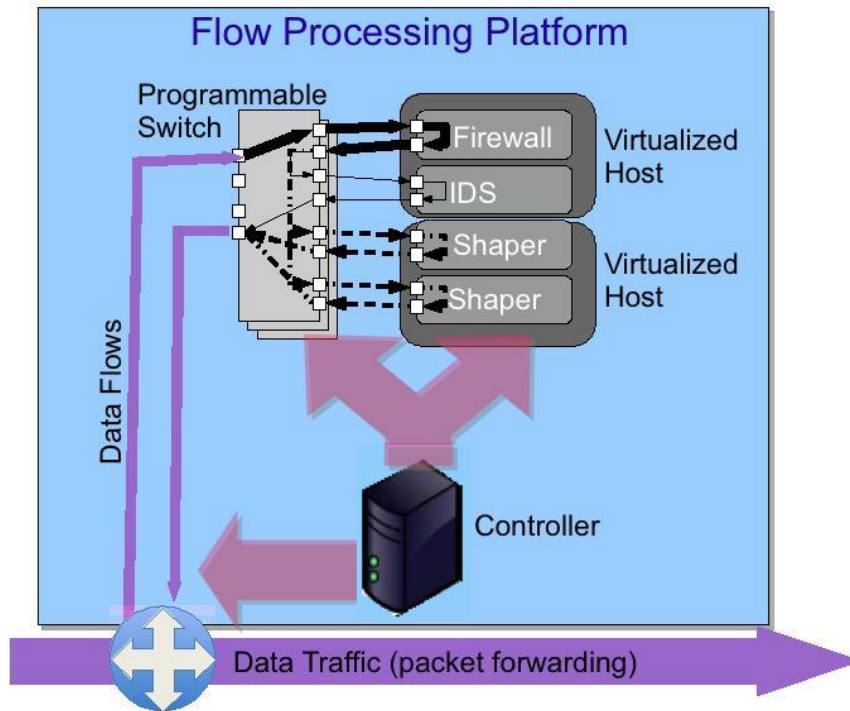 Flow Processing Platform
Programmable
Switch
Firewall
IDS
Virtualized
Host
Shaper
Shaper
Virtualized
Host
Data Flows
Controller
Data Traffic (packet forwarding)